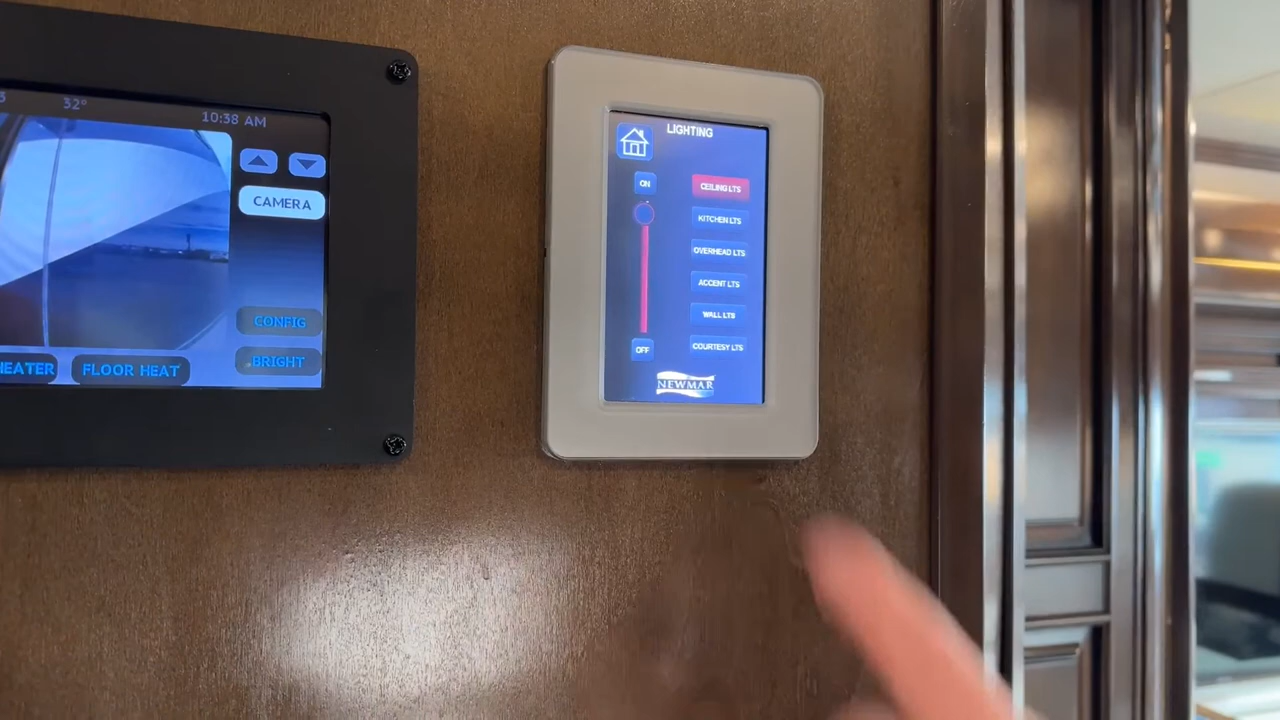 32°
10:38 AM
CAMERA
CONFIG
BRIGHT
FLOOR HEAT
LIGHTING
ON
CEILING LTS
KITCHEN LTS
OVERHEAD LTS
ACCENT LTS
WALL LTS
OFF
COURTESY LTS
NEWMAR